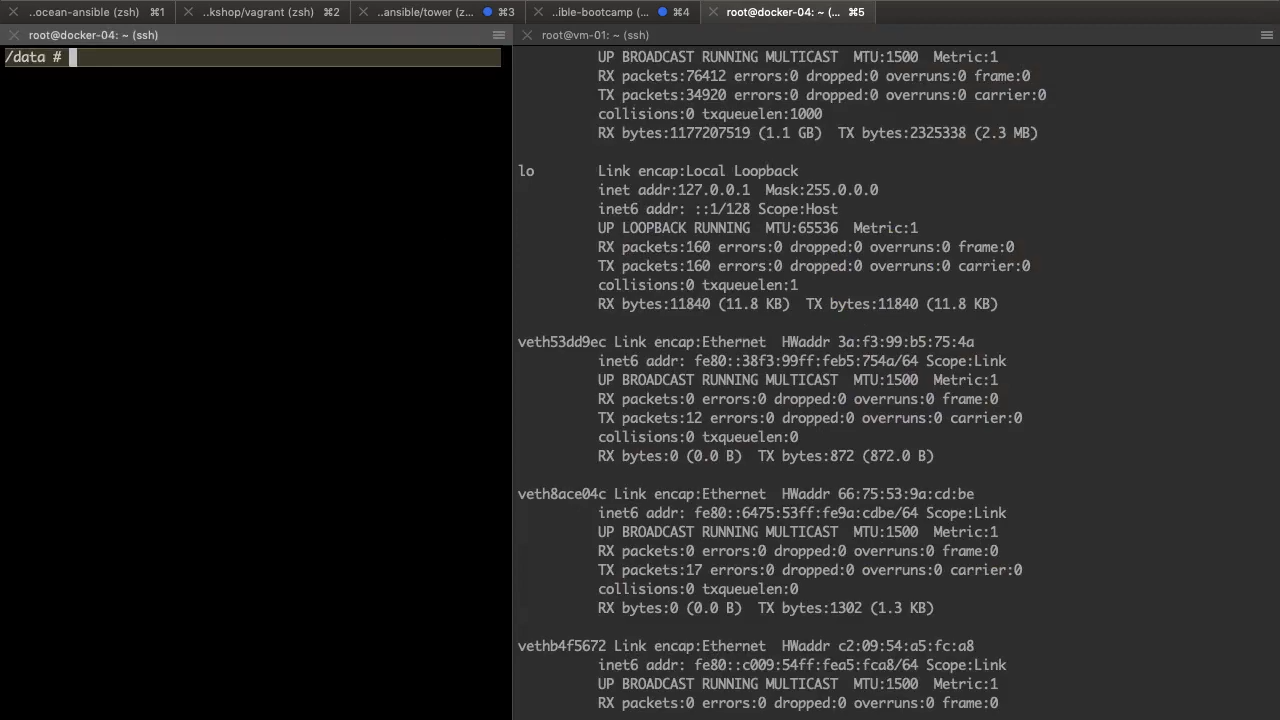 ..ocean-ansible (zsh) ⌘1 ..kshop/vagrant (zsh) ⌘2 ..ansible/tower (z... ⌘3 ..ible-bootcamp (... ⌘4 root@docker-04: ~ (... ⌘5
root@docker-04: ~ (ssh)
/data #
root@vm-01: ~ (ssh)
UP BROADCAST RUNNING MULTICAST  MTU:1500  Metric:1
RX packets:76412 errors:0 dropped:0 overruns:0 frame:0
TX packets:34920 errors:0 dropped:0 overruns:0 carrier:0
collisions:0 txqueuelen:1000
RX bytes:1177207519 (1.1 GB)  TX bytes:2325338 (2.3 MB)
lo        Link encap:Local Loopback
inet addr:127.0.0.1  Mask:255.0.0.0
inet6 addr: ::1/128 Scope:Host
UP LOOPBACK RUNNING  MTU:65536  Metric:1
RX packets:160 errors:0 dropped:0 overruns:0 frame:0
TX packets:160 errors:0 dropped:0 overruns:0 carrier:0
collisions:0 txqueuelen:1
RX bytes:11840 (11.8 KB)  TX bytes:11840 (11.8 KB)
veth53dd9ec Link encap:Ethernet  HWaddr 3a:f3:99:b5:75:4a
inet6 addr: fe80::38f3:99ff:feb5:754a/64 Scope:Link
UP BROADCAST RUNNING MULTICAST  MTU:1500  Metric:1
RX packets:0 errors:0 dropped:0 overruns:0 frame:0
TX packets:12 errors:0 dropped:0 overruns:0 carrier:0
collisions:0 txqueuelen:0
RX bytes:0 (0.0 B)  TX bytes:872 (872.0 B)
veth8ace04c Link encap:Ethernet  HWaddr 66:75:53:9a:cd:be
inet6 addr: fe80::6475:53ff:fe9a:cdbe/64 Scope:Link
UP BROADCAST RUNNING MULTICAST  MTU:1500  Metric:1
RX packets:0 errors:0 dropped:0 overruns:0 frame:0
TX packets:17 errors:0 dropped:0 overruns:0 carrier:0
collisions:0 txqueuelen:0
RX bytes:0 (0.0 B)  TX bytes:1302 (1.3 KB)
vethb4f5672 Link encap:Ethernet  HWaddr c2:09:54:a5:fc:a8
inet6 addr: fe80::c009:54ff:fea5:fca8/64 Scope:Link
UP BROADCAST RUNNING MULTICAST  MTU:1500  Metric:1
RX packets:0 errors:0 dropped:0 overruns:0 frame:0